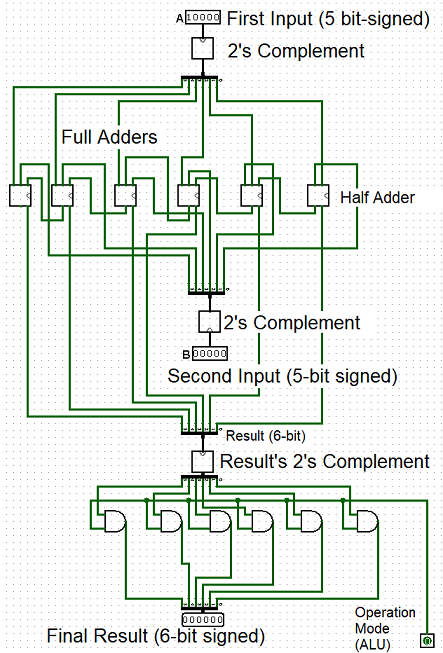 A 10000 First Input (5 bit-signed)
2's Complement
Full Adders
Half Adder
2's Complement
B 00000
Second Input (5-bit signed)
Result (6-bit)
Result's 2's Complement
000000
Final Result (6-bit signed)
Operation
Mode
(ALU)